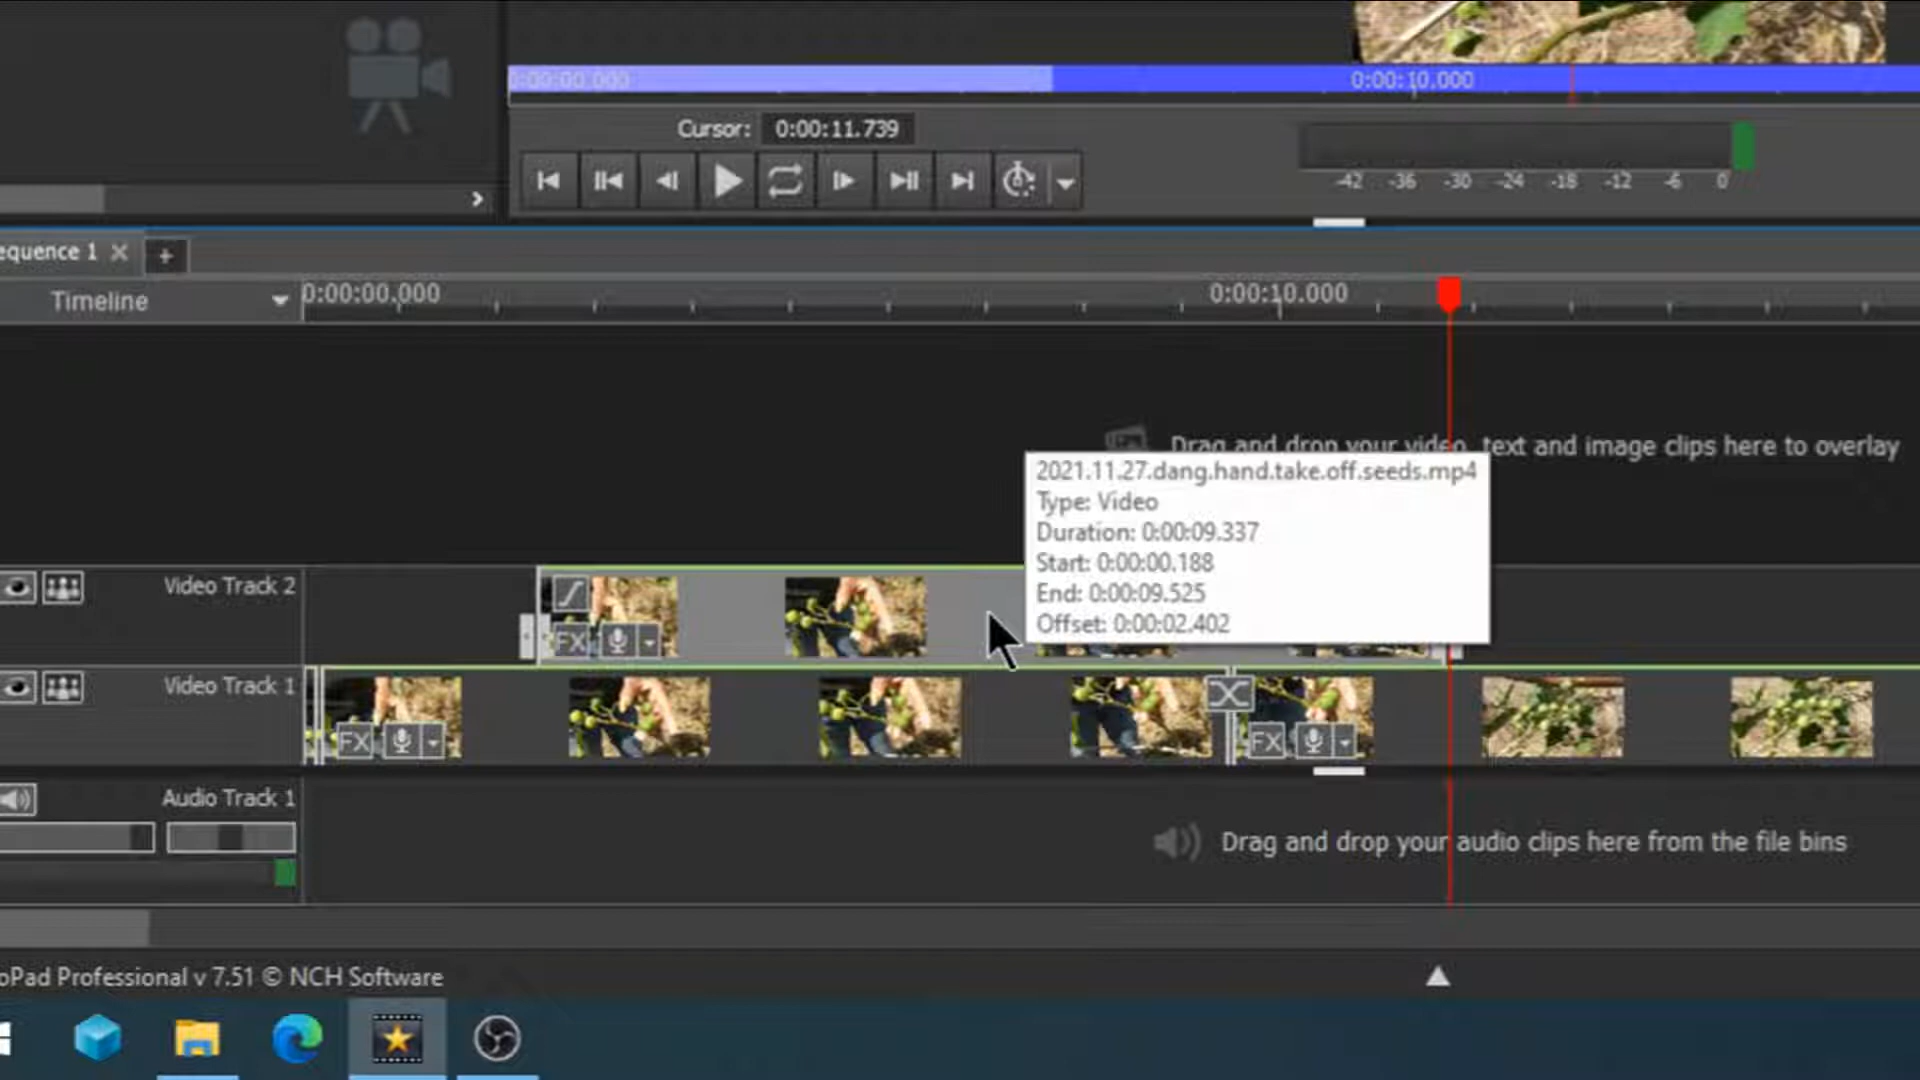 0:00:00.000
0:00:10.000
Cursor: 0:00:11.739
-42 -36 -30 -24 -18 -12 -6 0
equence 1
Timeline
0:00:00.000
0:00:10.000
Drag and drop your video, text and image clips here to overlay
2021.11.27.dang.hand.take.off.seeds.mp4
Type: Video
Duration: 0:00:09.337
Start: 0:00:00.188
End: 0:00:09.525
Offset: 0:00:02.402
Video Track 2
FX
Video Track 1
FX
FX
Audio Track 1
Drag and drop your audio clips here from the file bins
oPad Professional v 7.51 © NCH Software